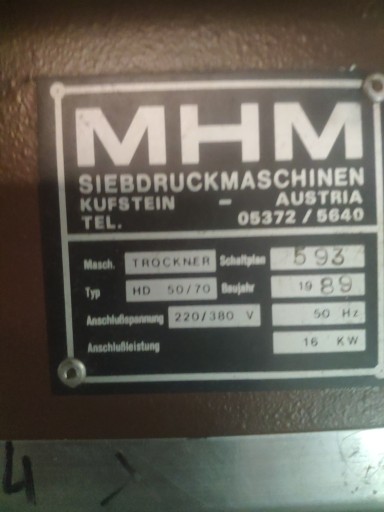 MHM
SIEBDRUCKMASCHINEN
KUFSTEIN - AUSTRIA
TEL. 05372 / 5640
Masch. TROCKNER Schaltplan 593
Typ HD 50/70 Baujahr 1989
Anschlußspannung 220/380 V 50 Hz
Anschlußleistung 16 KW
4 >